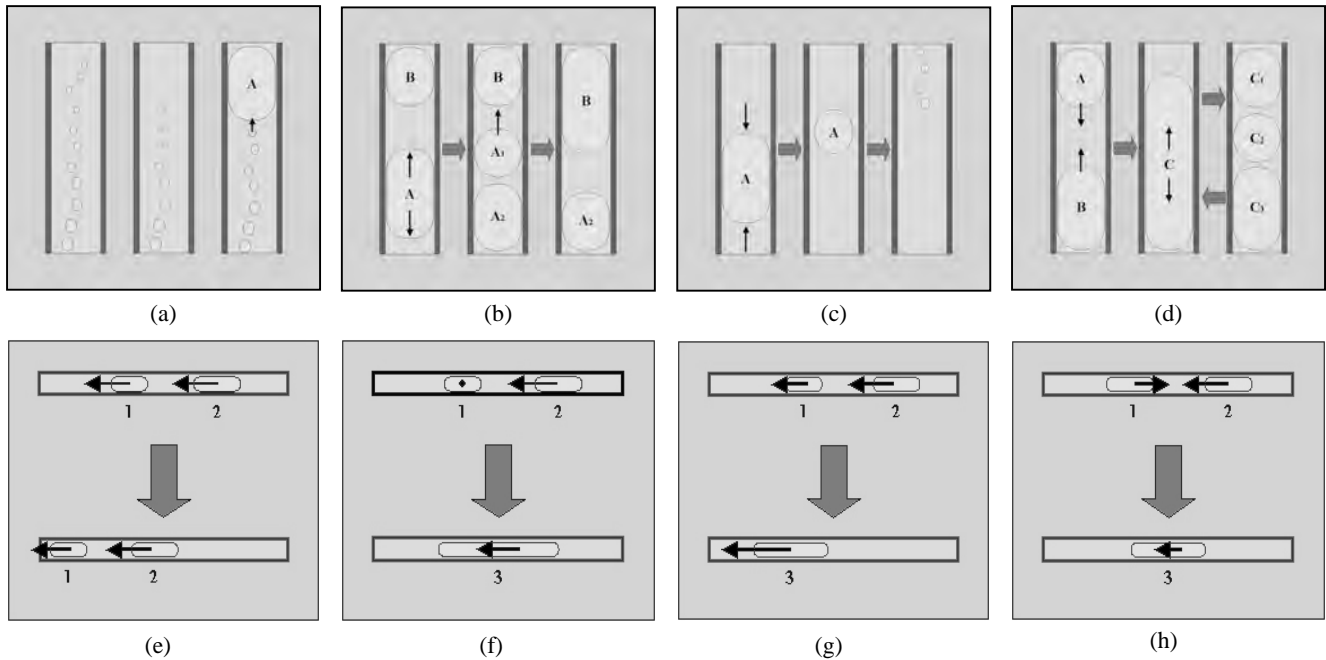 A
B B
B
A₁
A
A₂ A₂
A
A
A₁ C₁
C C₂
B C₃
(a) (b) (c) (d)
1 2 1 2 1 2 1 2
1 2 3 3 3
(e) (f) (g) (h)